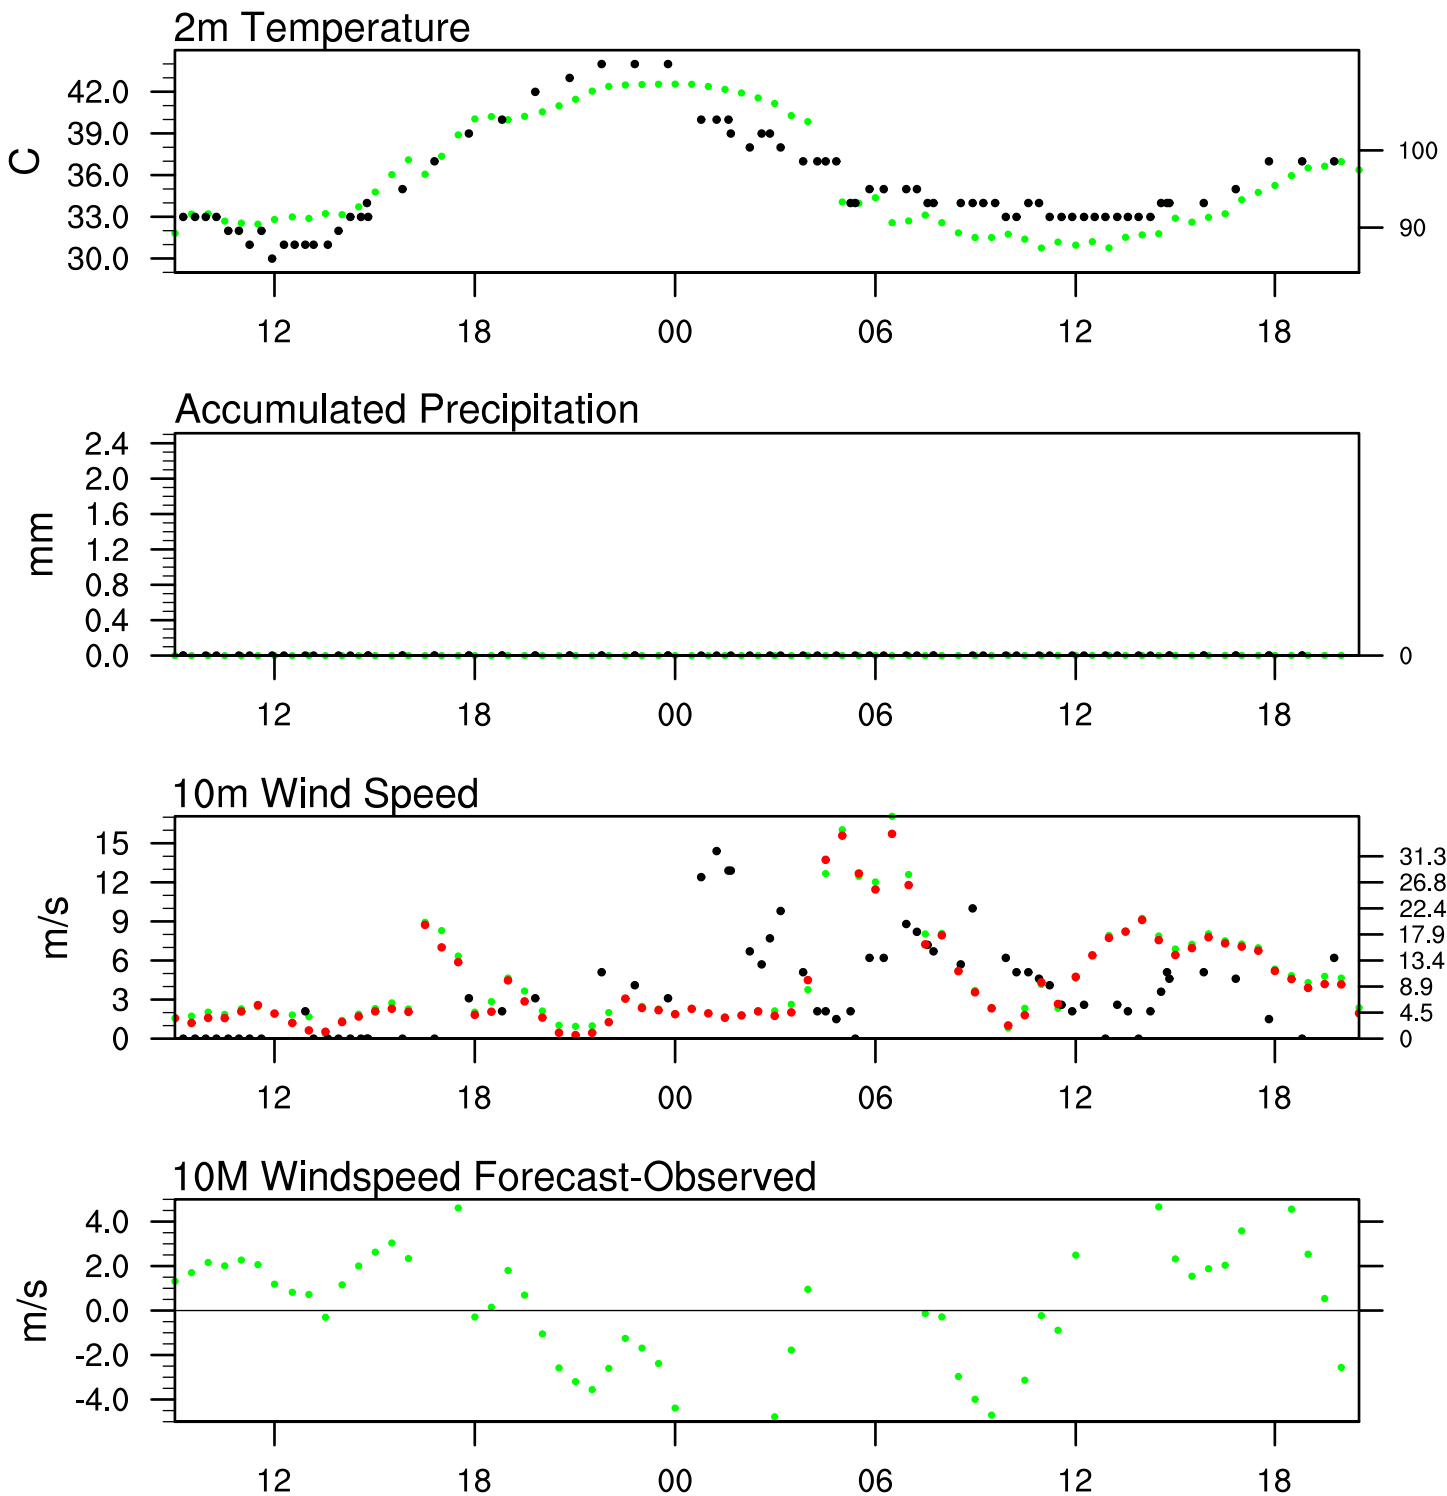 2m Temperature
42.0
39.0
36.0
33.0
30.0
C
100
90
12 18 00 06 12 18
Accumulated Precipitation
2.4
2.0
1.6
1.2
0.8
0.4
0.0
mm
0
12 18 00 06 12 18
10m Wind Speed
15
12
9
6
3
0
m/s
31.3
26.8
22.4
17.9
13.4
8.9
4.5
0
12 18 00 06 12 18
10M Windspeed Forecast-Observed
4.0
2.0
0.0
-2.0
-4.0
m/s
12 18 00 06 12 18